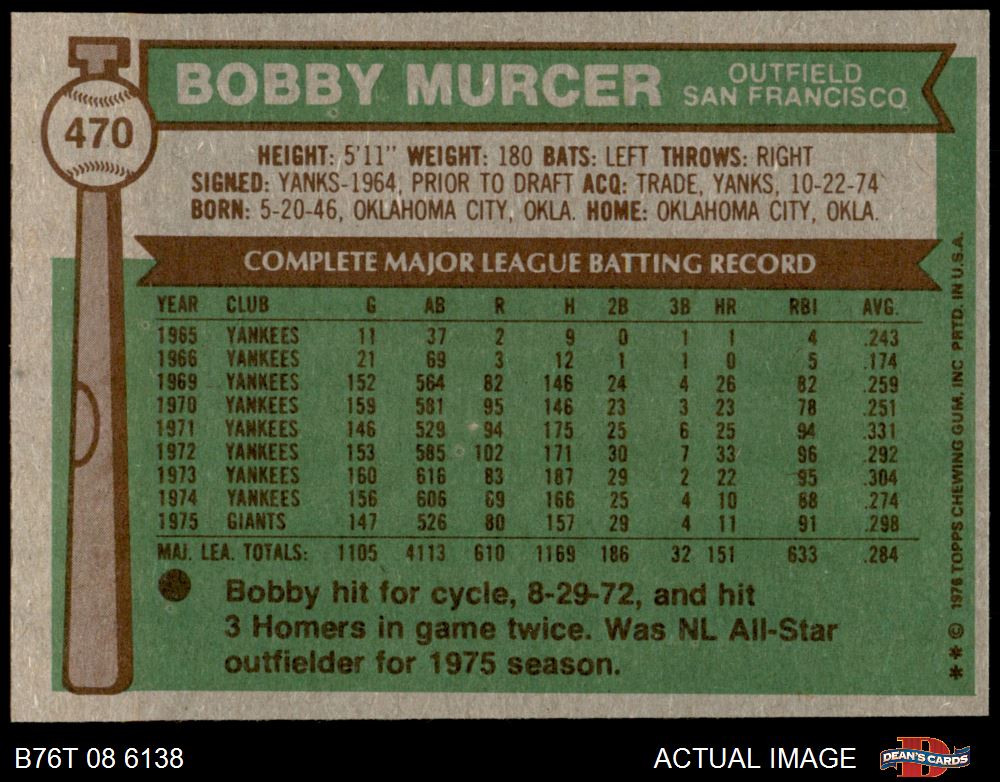 470
BOBBY MURCER
OUTFIELD
SAN FRANCISCO
HEIGHT: 5'11" WEIGHT: 180 BATS: LEFT THROWS: RIGHT
SIGNED: YANKS-1964, PRIOR TO DRAFT ACQ: TRADE, YANKS, 10-22-74
BORN: 5-20-46, OKLAHOMA CITY, OKLA. HOME: OKLAHOMA CITY, OKLA.
COMPLETE MAJOR LEAGUE BATTING RECORD
YEAR CLUB G AB R H 2B 3B HR RBI AVG.
1965 YANKEES 11 37 2 9 0 1 1 4 .243
1966 YANKEES 21 69 3 12 1 1 0 5 .174
1969 YANKEES 152 564 82 146 24 4 26 82 .259
1970 YANKEES 159 581 95 146 23 3 23 78 .251
1971 YANKEES 146 529 94 175 25 6 25 94 .331
1972 YANKEES 153 585 102 171 30 7 33 96 .292
1973 YANKEES 160 616 83 187 29 2 22 95 .304
1974 YANKEES 156 606 69 166 25 4 10 88 .274
1975 GIANTS 147 526 80 157 29 4 11 91 .298
MAJ. LEA. TOTALS: 1105 4113 610 1169 186 32 151 633 .284
Bobby hit for cycle, 8-29-72, and hit
3 Homers in game twice. Was NL All-Star
outfielder for 1975 season.
** © 1976 TOPPS CHEWING GUM, INC PRTD. IN U.S.A.
B76T 08 6138
ACTUAL IMAGE
DEAN'S CARDS